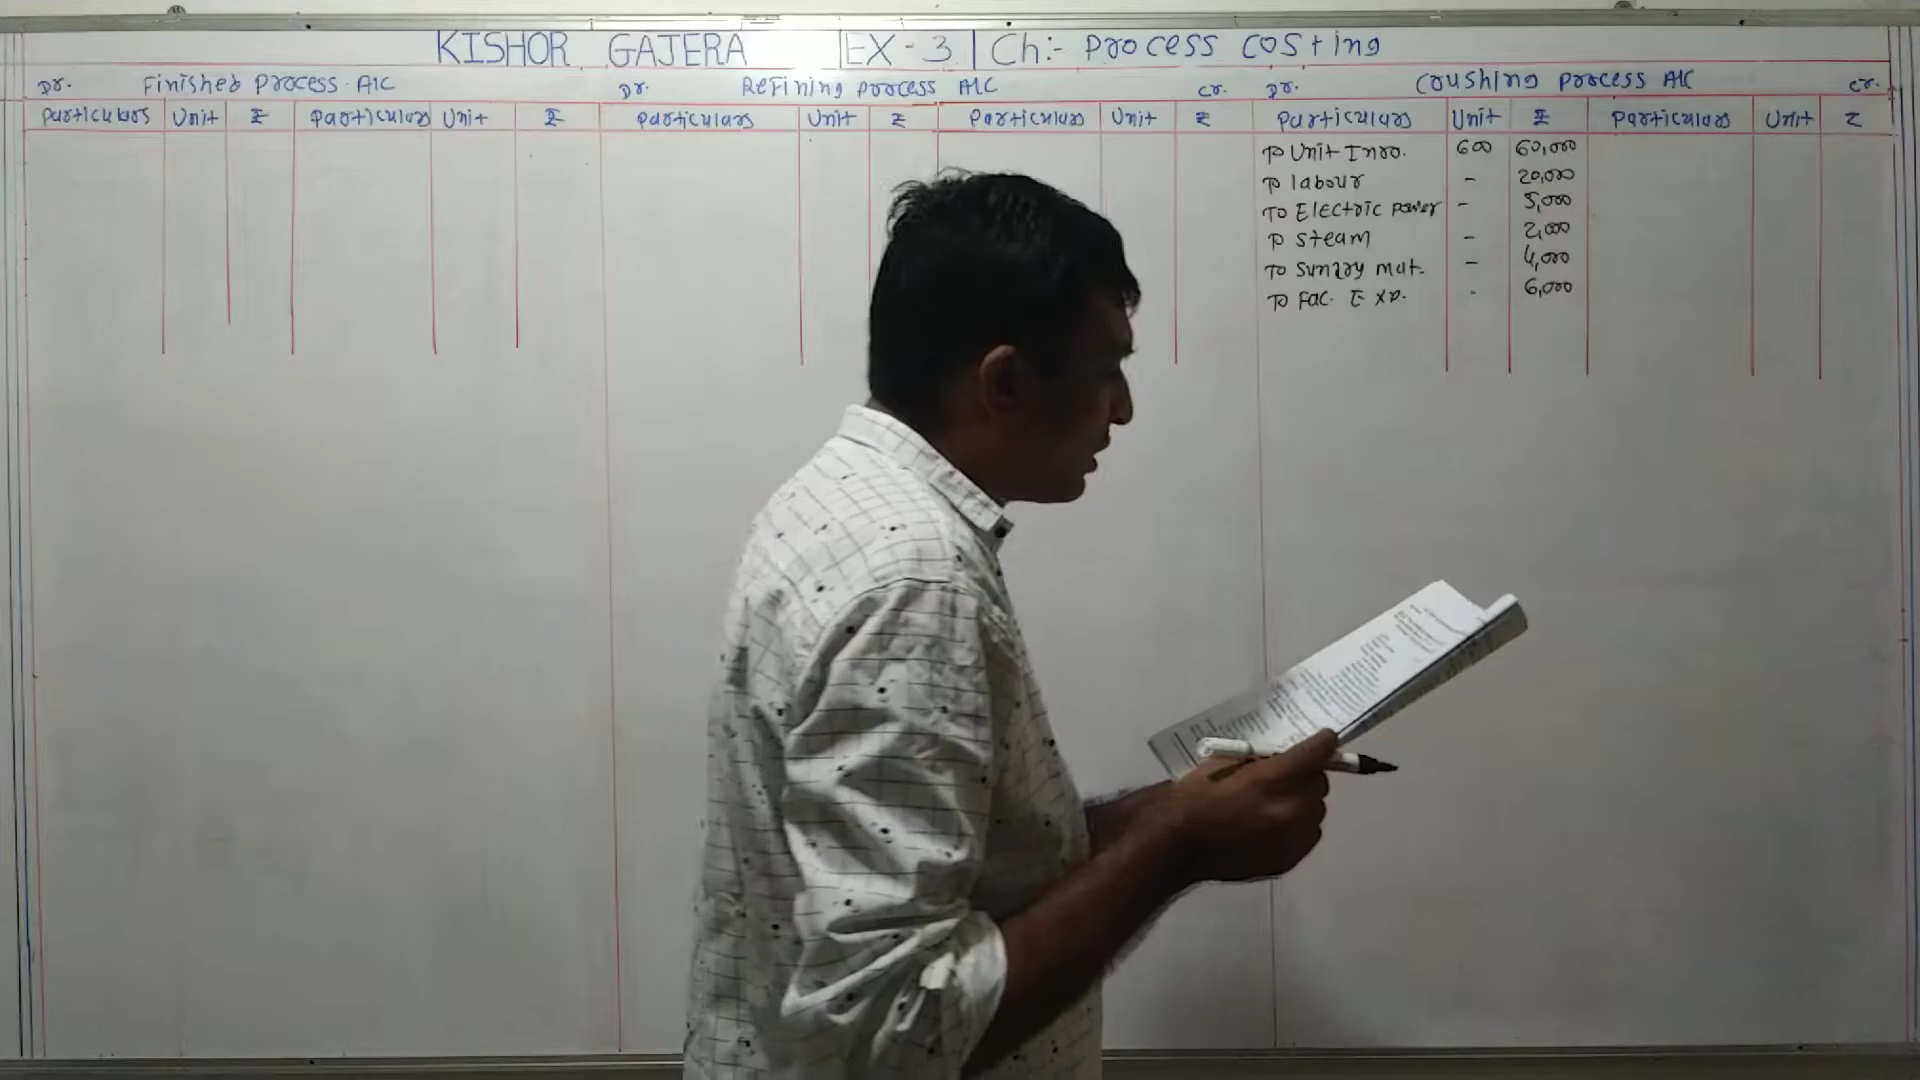 KISHOR GAJERA | EX-3 | Ch:- Process Costing
Dr. Finished Process A/C
Particulars Unit ₹ Particulars Unit ₹
Dr. Refining process A/C Cr.
Particulars Unit ₹ Particulars Unit ₹
Dr. Crushing process A/C Cr.
Particulars Unit ₹ Particulars Unit ₹
To Unit Intro. 600 60,000
To labour - 20,000
To Electric power - 5,000
To Steam - 2,000
To Sundry mat. - 4,000
To Fac. Exp. - 6,000